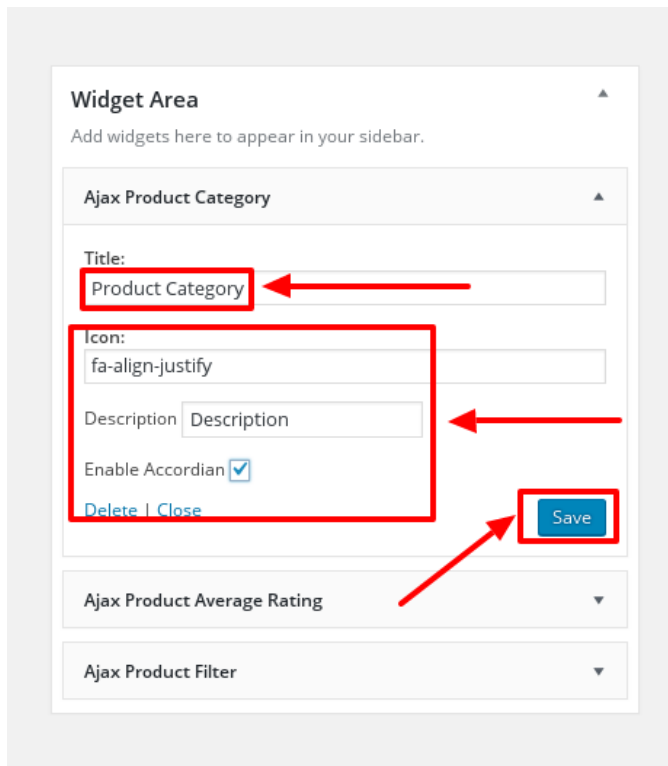 Widget Area
Add widgets here to appear in your sidebar.
Ajax Product Category
Title:
Product Category
Icon:
fa-align-justify
Description Description
Enable Accordian
Delete | Close
Save
Ajax Product Average Rating
Ajax Product Filter